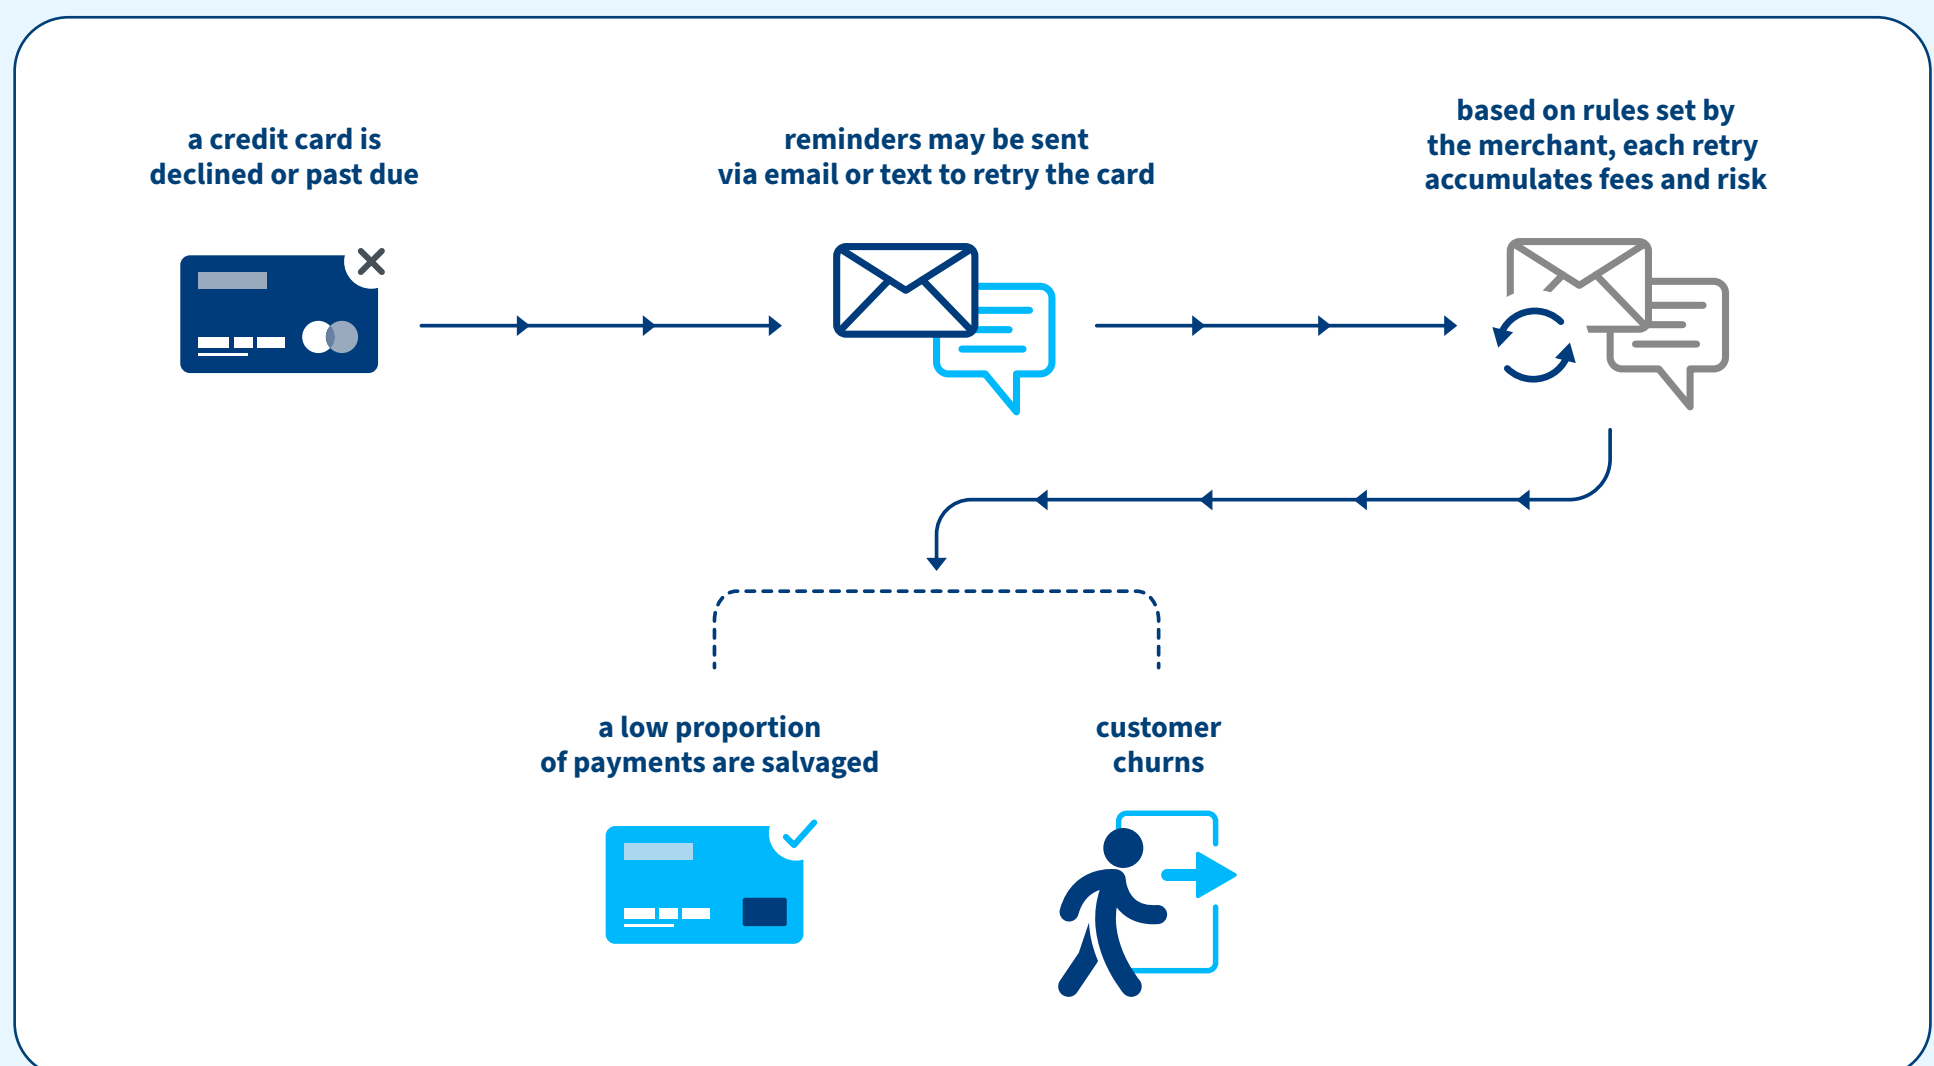 a credit card is
declined or past due
reminders may be sent
via email or text to retry the card
based on rules set by
the merchant, each retry
accumulates fees and risk
a low proportion
of payments are salvaged
customer
churns